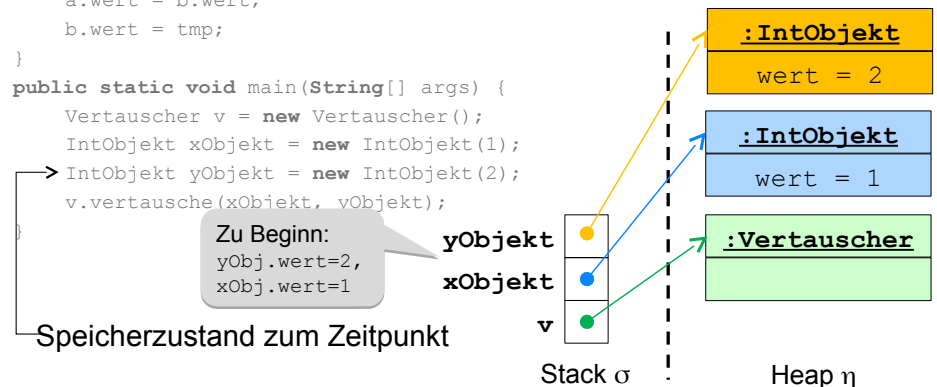 a.wert = b.wert;
b.wert = tmp;
}
public static void main(String[] args) {
Vertauscher v = new Vertauscher();
IntObjekt xObjekt = new IntObjekt(1);
IntObjekt yObjekt = new IntObjekt(2);
v.vertausche(xObjekt, yObjekt);
}
Zu Beginn:
yObj.wert=2,
xObj.wert=1
Speicherzustand zum Zeitpunkt
yObjekt
xObjekt
v
Stack σ
:IntObjekt
wert = 2
:IntObjekt
wert = 1
:Vertauscher
Heap η